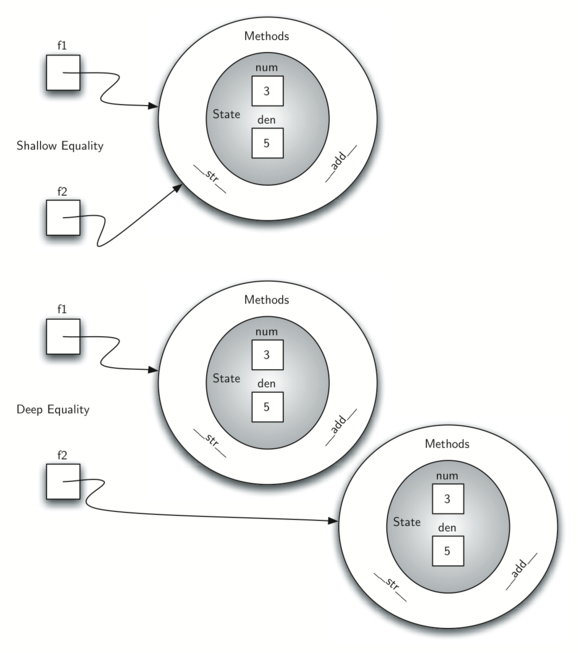 f1
Methods
num
3
State
den
5
__str__
__add__
Shallow Equality
f2
f1
Methods
num
3
State
den
5
__str__
__add__
Deep Equality
f2
Methods
num
3
State
den
5
__str__
__add__